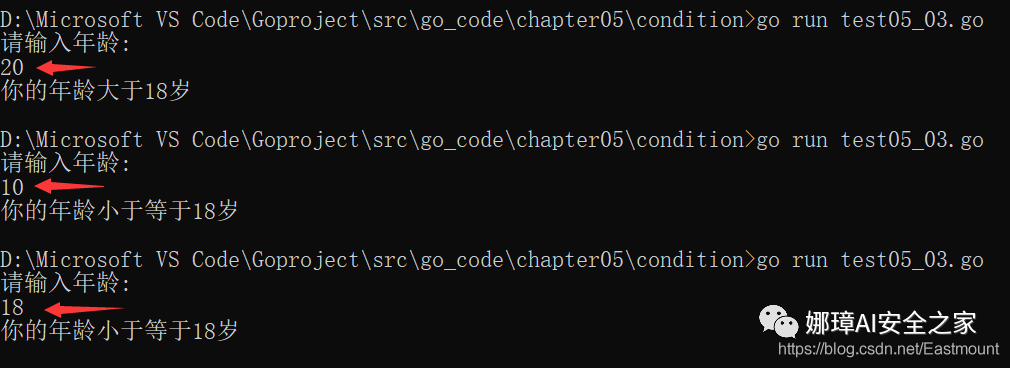 D:\Microsoft VS Code\Goproject\src\go_code\chapter05\condition>go run test05_03.go
请输入年龄:
20
你的年龄大于18岁
D:\Microsoft VS Code\Goproject\src\go_code\chapter05\condition>go run test05_03.go
请输入年龄:
10
你的年龄小于等于18岁
D:\Microsoft VS Code\Goproject\src\go_code\chapter05\condition>go run test05_03.go
请输入年龄:
18
你的年龄小于等于18岁
娜璋AI安全之家
https://blog.csdn.net/Eastmount